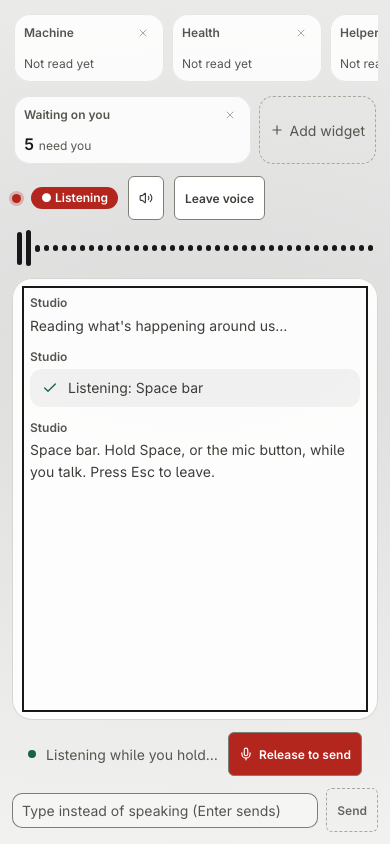 Machine
Health
Helper
Not read yet
Not read yet
Not read
Waiting on you
5 need you
+ Add widget
Listening
Leave voice
Studio
Reading what's happening around us...
Studio
Listening: Space bar
Studio
Space bar. Hold Space, or the mic button, while
you talk. Press Esc to leave.
Listening while you hold...
Release to send
Type instead of speaking (Enter sends)
Send